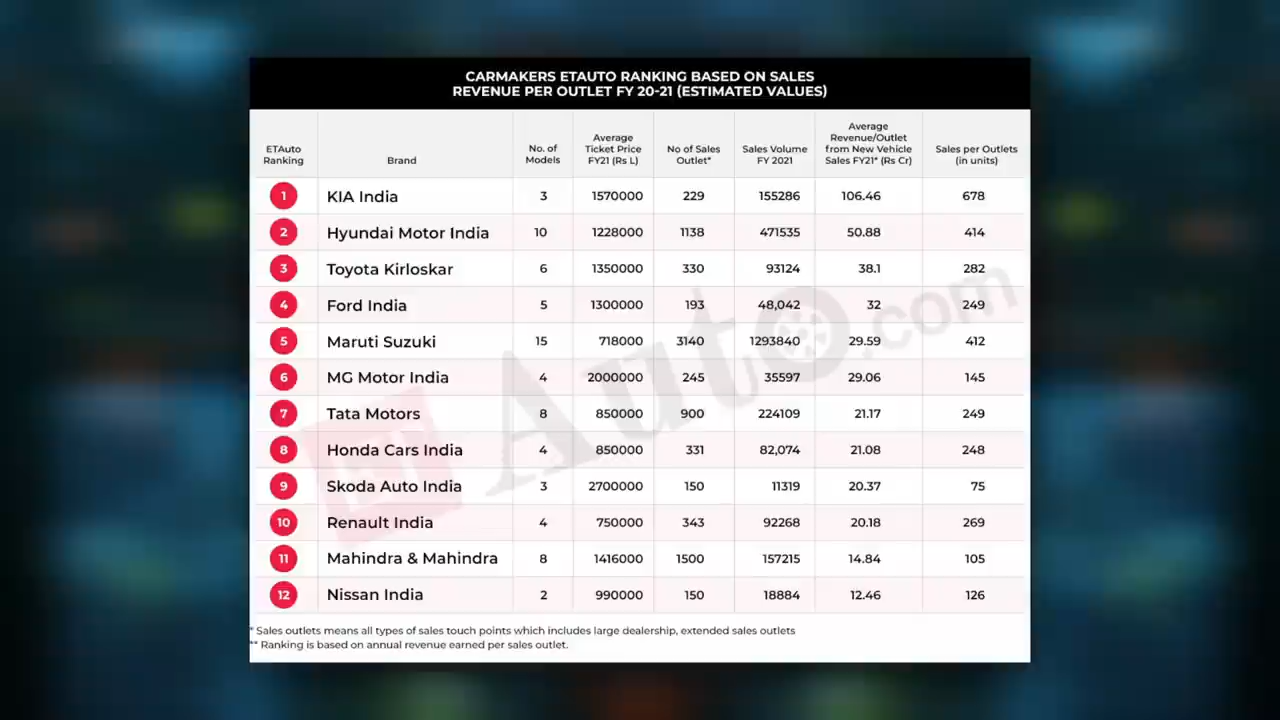 CARMAKERS ETAUTO RANKING BASED ON SALES
REVENUE PER OUTLET FY 20-21 (ESTIMATED VALUES)
ETAuto Ranking Brand No. of Models Average Ticket Price FY21 (Rs L) No of Sales Outlet* Sales Volume FY 2021 Average Revenue/Outlet from New Vehicle Sales FY21* (Rs Cr) Sales per Outlets (in units)
1 KIA India 3 1570000 229 155286 106.46 678
2 Hyundai Motor India 10 1228000 1138 471535 50.88 414
3 Toyota Kirloskar 6 1350000 330 93124 38.1 282
4 Ford India 5 1300000 193 48,042 32 249
5 Maruti Suzuki 15 718000 3140 1293840 29.59 412
6 MG Motor India 4 2000000 245 35597 29.06 145
7 Tata Motors 8 850000 900 224109 21.17 249
8 Honda Cars India 4 850000 331 82,074 21.08 248
9 Skoda Auto India 3 2700000 150 11319 20.37 75
10 Renault India 4 750000 343 92268 20.18 269
11 Mahindra & Mahindra 8 1416000 1500 157215 14.84 105
12 Nissan India 2 990000 150 18884 12.46 126
* Sales outlets means all types of sales touch points which includes large dealership, extended sales outlets
** Ranking is based on annual revenue earned per sales outlet.
ET Auto.com